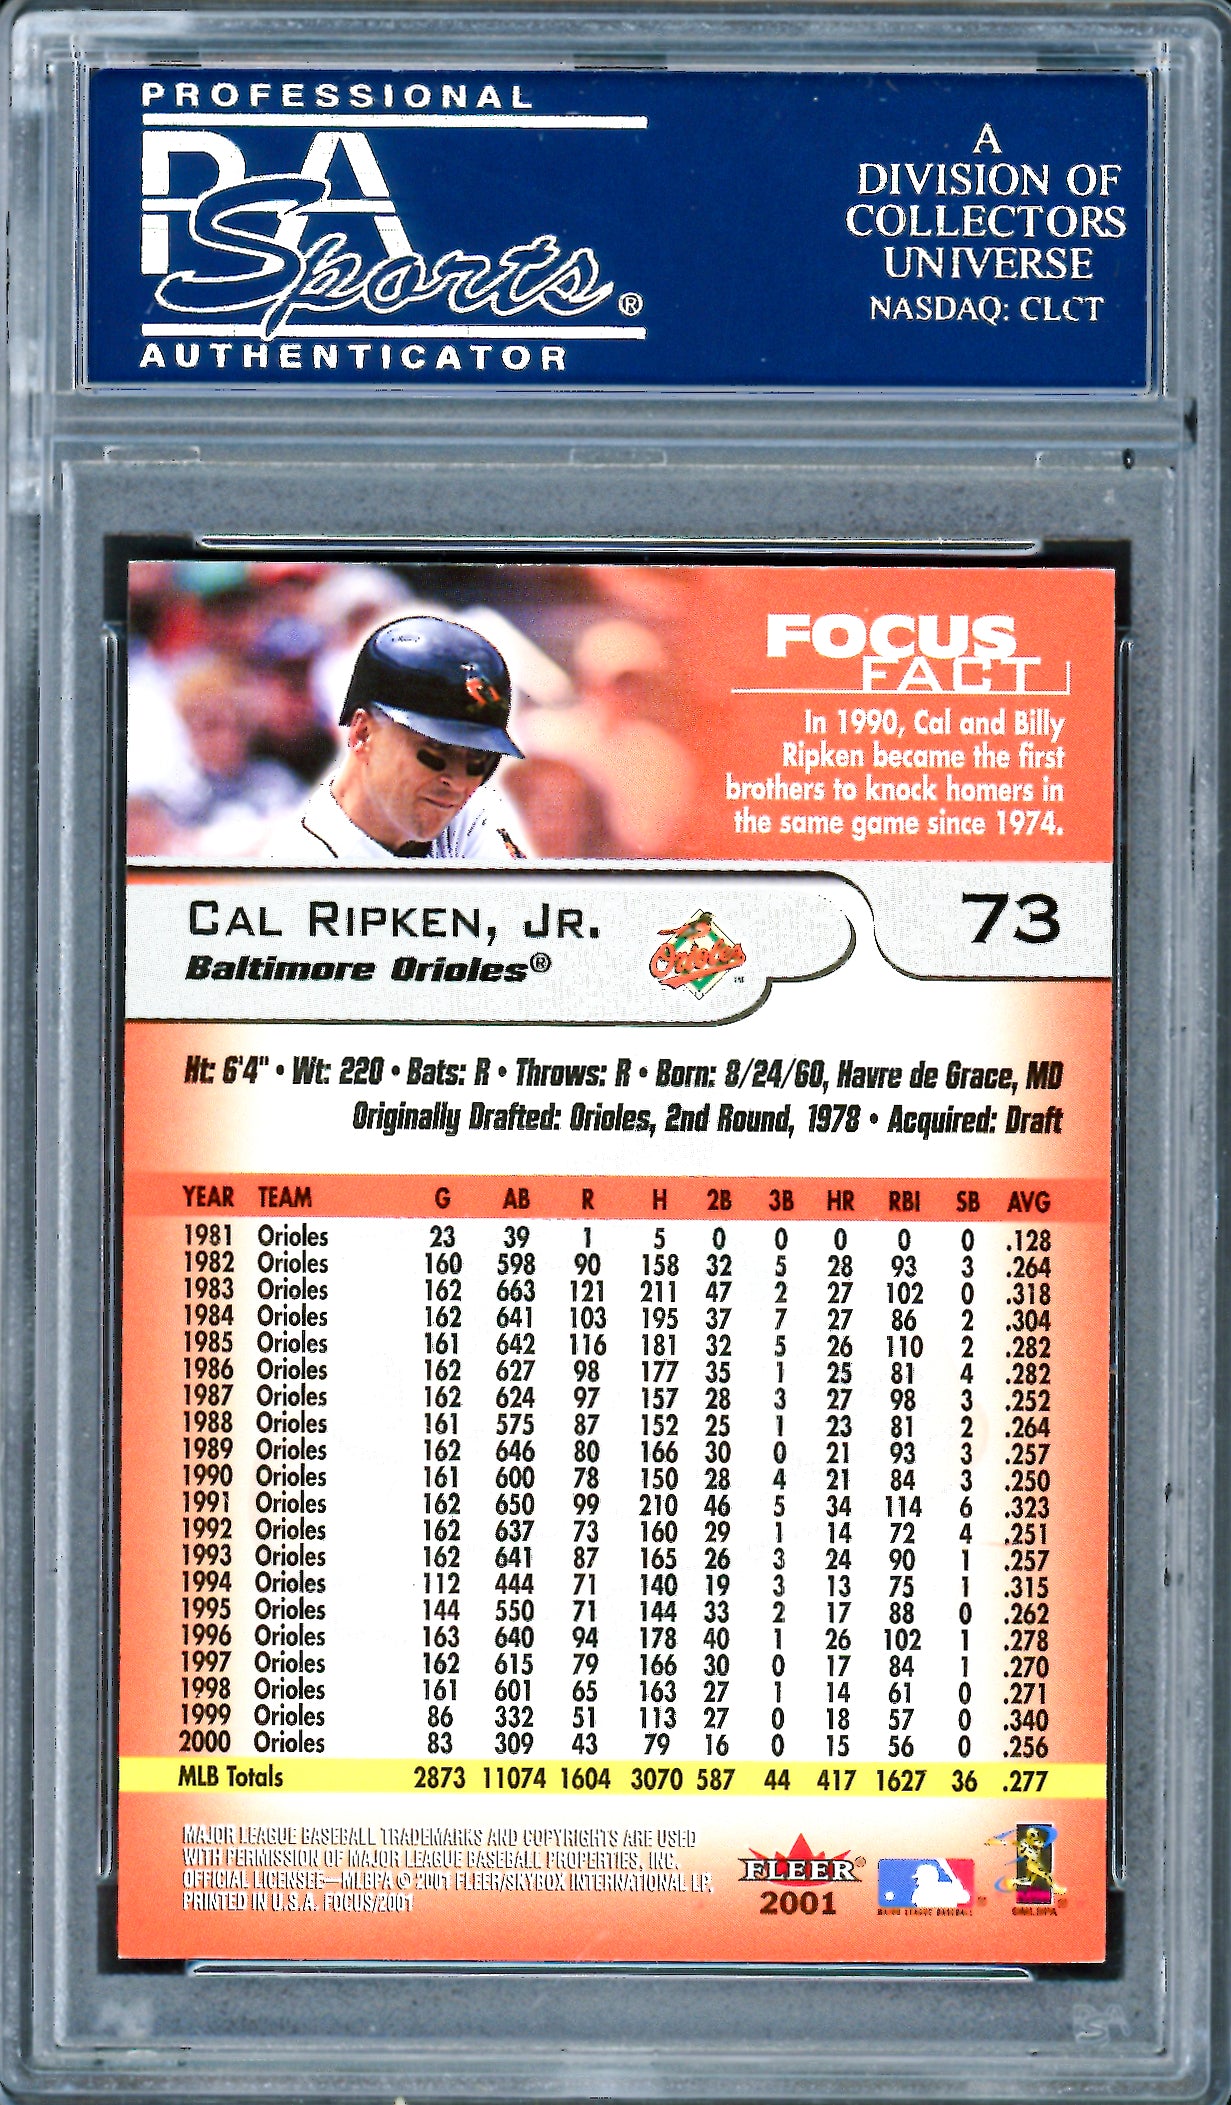 PROFESSIONAL
PSA
Sports®
AUTHENTICATOR
A
DIVISION OF
COLLECTORS
UNIVERSE
NASDAQ: CLCT
FOCUS
FACT
In 1990, Cal and Billy
Ripken became the first
brothers to knock homers in
the same game since 1974.
CAL RIPKEN, JR.
Baltimore Orioles®
Orioles
73
Ht: 6'4" • Wt: 220 • Bats: R • Throws: R • Born: 8/24/60, Havre de Grace, MD
Originally Drafted: Orioles, 2nd Round, 1978 • Acquired: Draft
YEAR TEAM G AB R H 2B 3B HR RBI SB AVG
1981 Orioles 23 39 1 5 0 0 0 0 0 .128
1982 Orioles 160 598 90 158 32 5 28 93 3 .264
1983 Orioles 162 663 121 211 47 2 27 102 0 .318
1984 Orioles 162 641 103 195 37 7 27 86 2 .304
1985 Orioles 161 642 116 181 32 5 26 110 2 .282
1986 Orioles 162 627 98 177 35 1 25 81 4 .282
1987 Orioles 162 624 97 157 28 3 27 98 3 .252
1988 Orioles 161 575 87 152 25 1 23 81 2 .264
1989 Orioles 162 646 80 166 30 0 21 93 3 .257
1990 Orioles 161 600 78 150 28 4 21 84 3 .250
1991 Orioles 162 650 99 210 46 5 34 114 6 .323
1992 Orioles 162 637 73 160 29 1 14 72 4 .251
1993 Orioles 162 641 87 165 26 3 24 90 1 .257
1994 Orioles 112 444 71 140 19 3 13 75 1 .315
1995 Orioles 144 550 71 144 33 2 17 88 0 .262
1996 Orioles 163 640 94 178 40 1 26 102 1 .278
1997 Orioles 162 615 79 166 30 0 17 84 1 .270
1998 Orioles 161 601 65 163 27 1 14 61 0 .271
1999 Orioles 86 332 51 113 27 0 18 57 0 .340
2000 Orioles 83 309 43 79 16 0 15 56 0 .256
MLB Totals 2873 11074 1604 3070 587 44 417 1627 36 .277
MAJOR LEAGUE BASEBALL TRADEMARKS AND COPYRIGHTS ARE USED
WITH PERMISSION OF MAJOR LEAGUE BASEBALL PROPERTIES, INC.
OFFICIAL LICENSEE—MLBPA © 2001 FLEER/SKYBOX INTERNATIONAL LP.
PRINTED IN U.S.A. FOCUS/2001
FLEER®
2001
MAJOR LEAGUE BASEBALL
©MLBPA
PSA